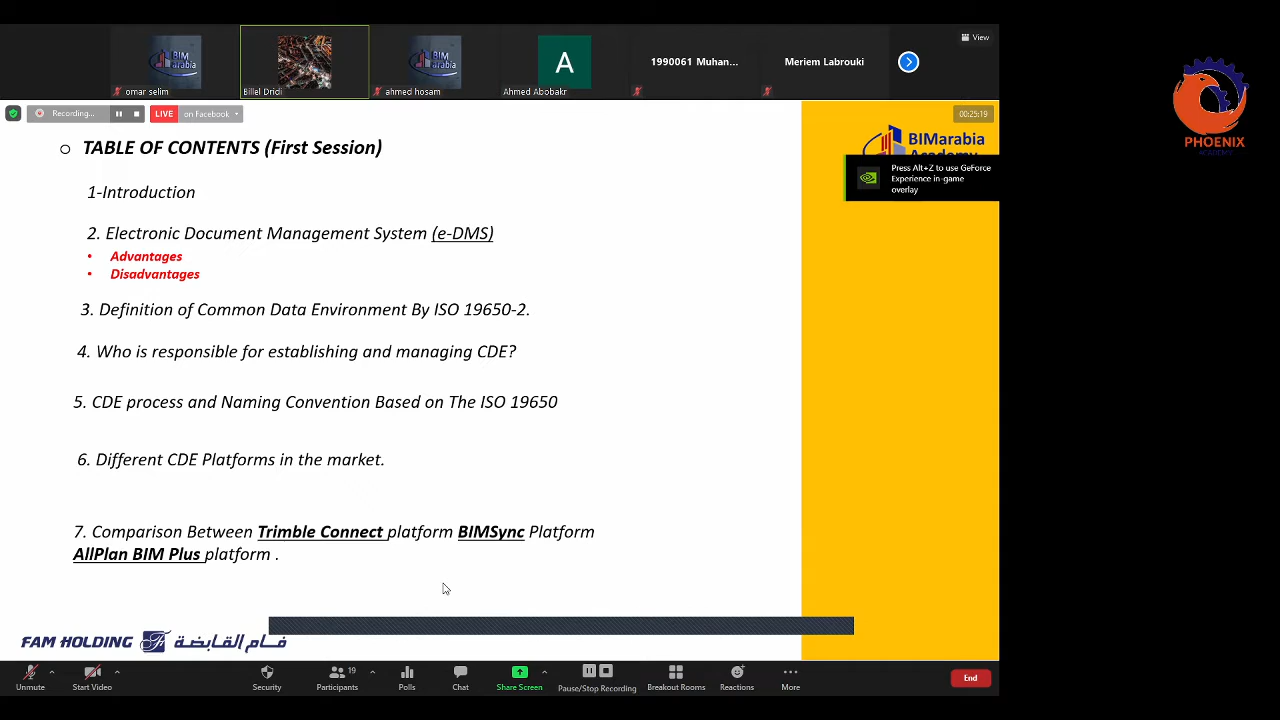 View
BIM
arabia
BIM
arabia
A
1990061 Muhan...
Meriem Labrouki
omar selim
Billel Dridi
ahmed hosam
Ahmed Abobakr
PHOENIX
ACADEMY
Recording...
LIVE
on Facebook
00:25:19
BIMarabia
Academy
Press Alt+Z to use GeForce
Experience in-game
overlay
TABLE OF CONTENTS (First Session)
1-Introduction
2. Electronic Document Management System (e-DMS)
• Advantages
• Disadvantages
3. Definition of Common Data Environment By ISO 19650-2.
4. Who is responsible for establishing and managing CDE?
5. CDE process and Naming Convention Based on The ISO 19650
6. Different CDE Platforms in the market.
7. Comparison Between Trimble Connect platform BIMSync Platform
AllPlan BIM Plus platform .
FAM HOLDING فام القابضة
Unmute
Start Video
Security
19
Participants
Polls
Chat
Share Screen
Pause/Stop Recording
Breakout Rooms
Reactions
More
End